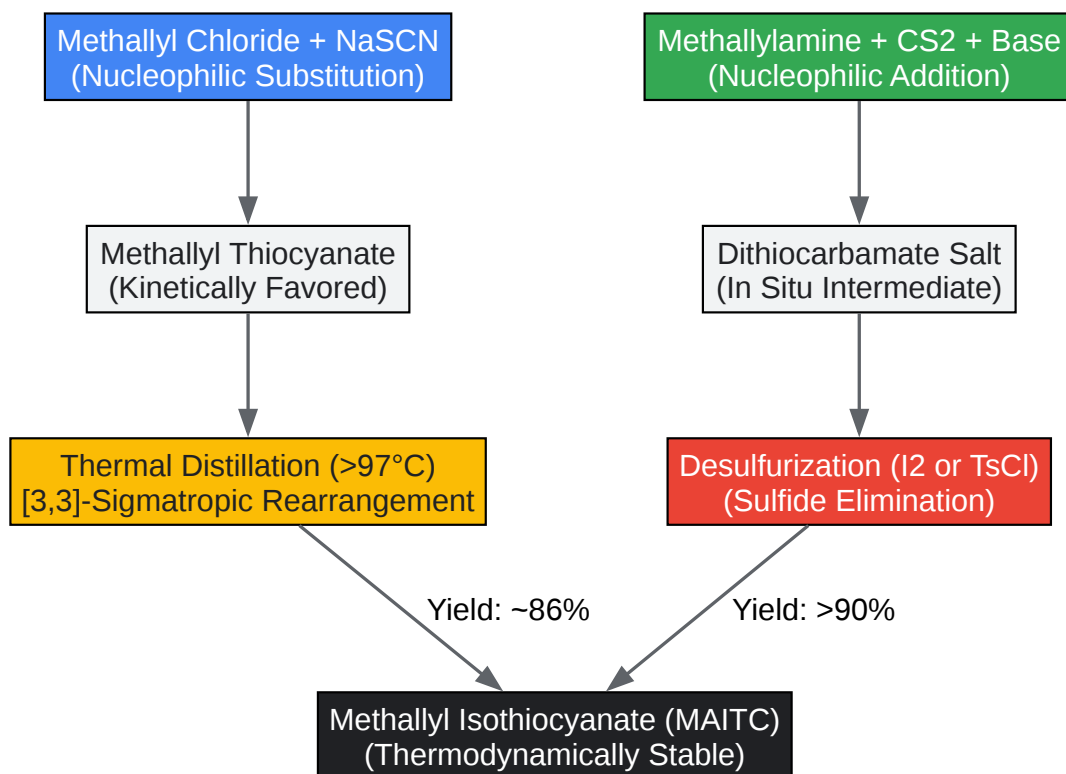 Methallyl Chloride + NaSCN
(Nucleophilic Substitution)
Methallylamine + CS2 + Base
(Nucleophilic Addition)
Methallyl Thiocyanate
(Kinetically Favored)
Dithiocarbamate Salt
(In Situ Intermediate)
Thermal Distillation (>97°C)
[3,3]-Sigmatropic Rearrangement
Desulfurization (I2 or TsCl)
(Sulfide Elimination)
Yield: ~86%
Yield: >90%
Methallyl Isothiocyanate (MAITC)
(Thermodynamically Stable)